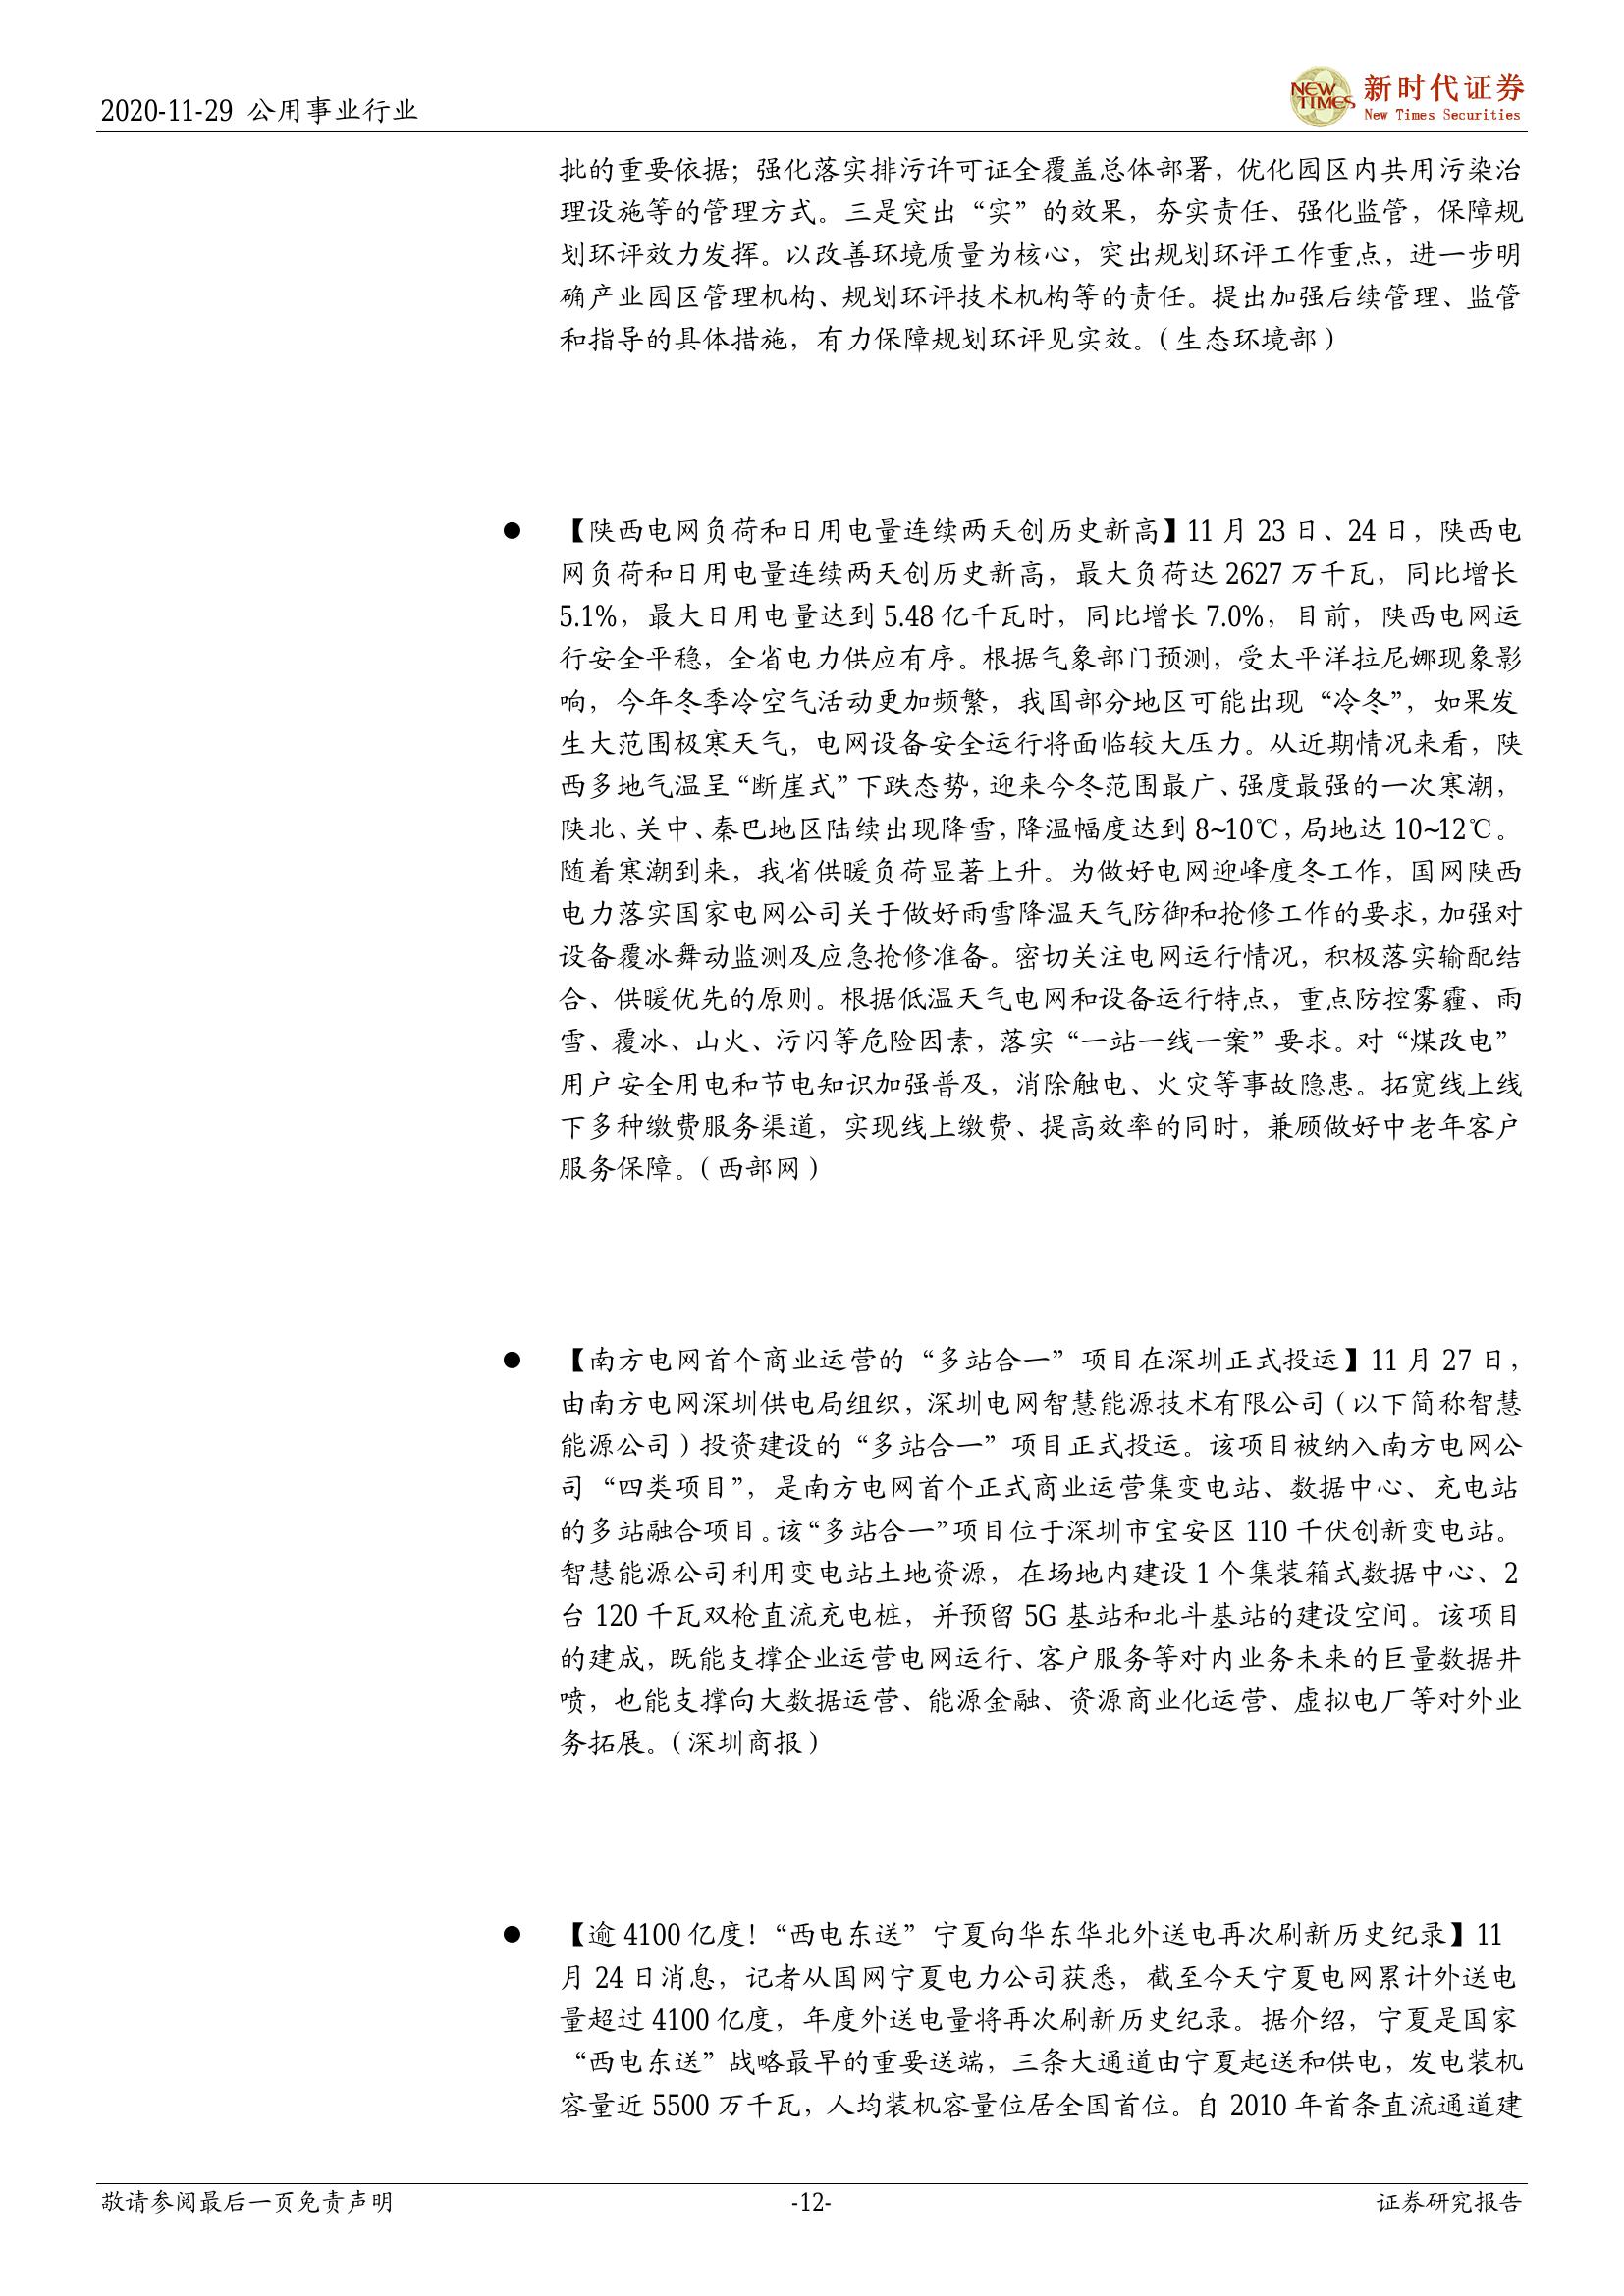 2020-11-29 公用事业行业
NEW TIMES
新时代证券
New Times Securities
批的重要依据；强化落实排污许可证全覆盖总体部署，优化园区内共用污染治
理设施等的管理方式。三是突出“实”的效果，夯实责任、强化监管，保障规
划环评效力发挥。以改善环境质量为核心，突出规划环评工作重点，进一步明
确产业园区管理机构、规划环评技术机构等的责任。提出加强后续管理、监管
和指导的具体措施，有力保障规划环评见实效。（生态环境部）
● 【陕西电网负荷和日用电量连续两天创历史新高】11 月 23 日、24 日，陕西电
网负荷和日用电量连续两天创历史新高，最大负荷达 2627 万千瓦，同比增长
5.1%，最大日用电量达到 5.48 亿千瓦时，同比增长 7.0%，目前，陕西电网运
行安全平稳，全省电力供应有序。根据气象部门预测，受太平洋拉尼娜现象影
响，今年冬季冷空气活动更加频繁，我国部分地区可能出现“冷冬”，如果发
生大范围极寒天气，电网设备安全运行将面临较大压力。从近期情况来看，陕
西多地气温呈“断崖式”下跌态势，迎来今冬范围最广、强度最强的一次寒潮，
陕北、关中、秦巴地区陆续出现降雪，降温幅度达到 8~10℃，局地达 10~12℃。
随着寒潮到来，我省供暖负荷显著上升。为做好电网迎峰度冬工作，国网陕西
电力落实国家电网公司关于做好雨雪降温天气防御和抢修工作的要求，加强对
设备覆冰舞动监测及应急抢修准备。密切关注电网运行情况，积极落实输配结
合、供暖优先的原则。根据低温天气电网和设备运行特点，重点防控雾霾、雨
雪、覆冰、山火、污闪等危险因素，落实“一站一线一案”要求。对“煤改电”
用户安全用电和节电知识加强普及，消除触电、火灾等事故隐患。拓宽线上线
下多种缴费服务渠道，实现线上缴费、提高效率的同时，兼顾做好中老年客户
服务保障。（西部网）
● 【南方电网首个商业运营的“多站合一”项目在深圳正式投运】11 月 27 日，
由南方电网深圳供电局组织，深圳电网智慧能源技术有限公司（以下简称智慧
能源公司）投资建设的“多站合一”项目正式投运。该项目被纳入南方电网公
司“四类项目”，是南方电网首个正式商业运营集变电站、数据中心、充电站
的多站融合项目。该“多站合一”项目位于深圳市宝安区 110 千伏创新变电站。
智慧能源公司利用变电站土地资源，在场地内建设 1 个集装箱式数据中心、2
台 120 千瓦双枪直流充电桩，并预留 5G 基站和北斗基站的建设空间。该项目
的建成，既能支撑企业运营电网运行、客户服务等对内业务未来的巨量数据井
喷，也能支撑向大数据运营、能源金融、资源商业化运营、虚拟电厂等对外业
务拓展。（深圳商报）
● 【逾 4100 亿度！“西电东送”宁夏向华东华北外送电再次刷新历史纪录】11
月 24 日消息，记者从国网宁夏电力公司获悉，截至今天宁夏电网累计外送电
量超过 4100 亿度，年度外送电量将再次刷新历史纪录。据介绍，宁夏是国家
“西电东送”战略最早的重要送端，三条大通道由宁夏起送和供电，发电装机
容量近 5500 万千瓦，人均装机容量位居全国首位。自 2010 年首条直流通道建
敬请参阅最后一页免责声明
-12-
证券研究报告